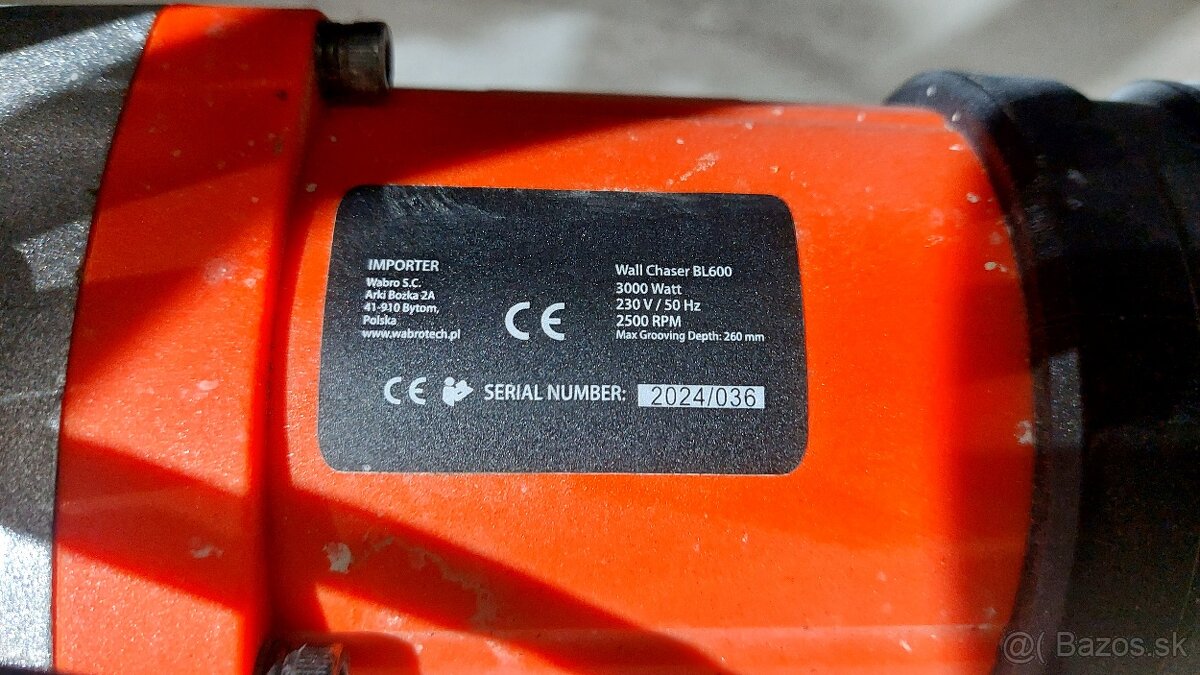 IMPORTER
Wabro S.C.
Arki Bożka 2A
41-910 Bytom,
Polska
www.wabrotech.pl
CE
Wall Chaser BL600
3000 Watt
230 V / 50 Hz
2500 RPM
Max Grooving Depth: 260 mm
CE SERIAL NUMBER: 2024/036
@( Bazos.sk